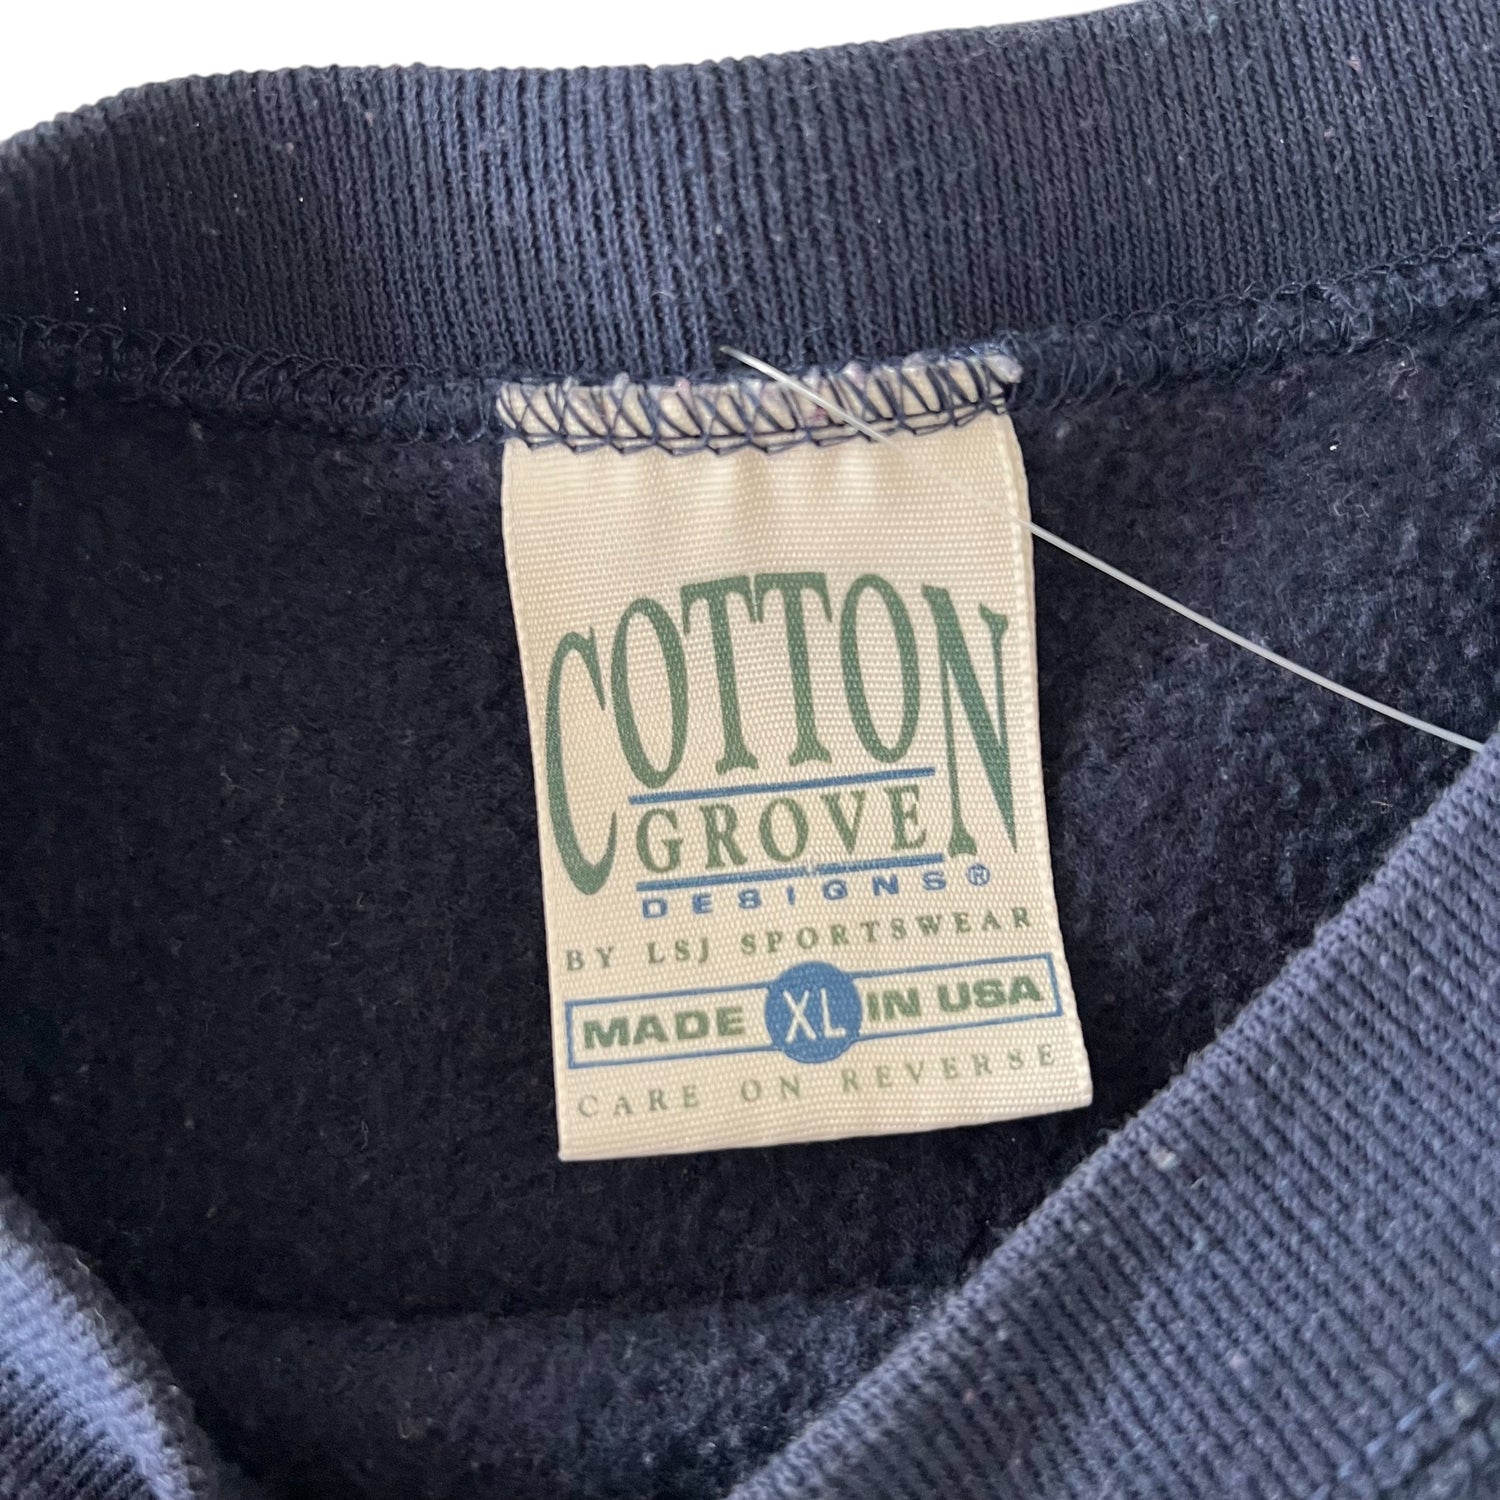 COTTON
GROVE
DESIGNS®
BY LSJ SPORTSWEAR
MADE XL IN USA
CARE ON REVERSE